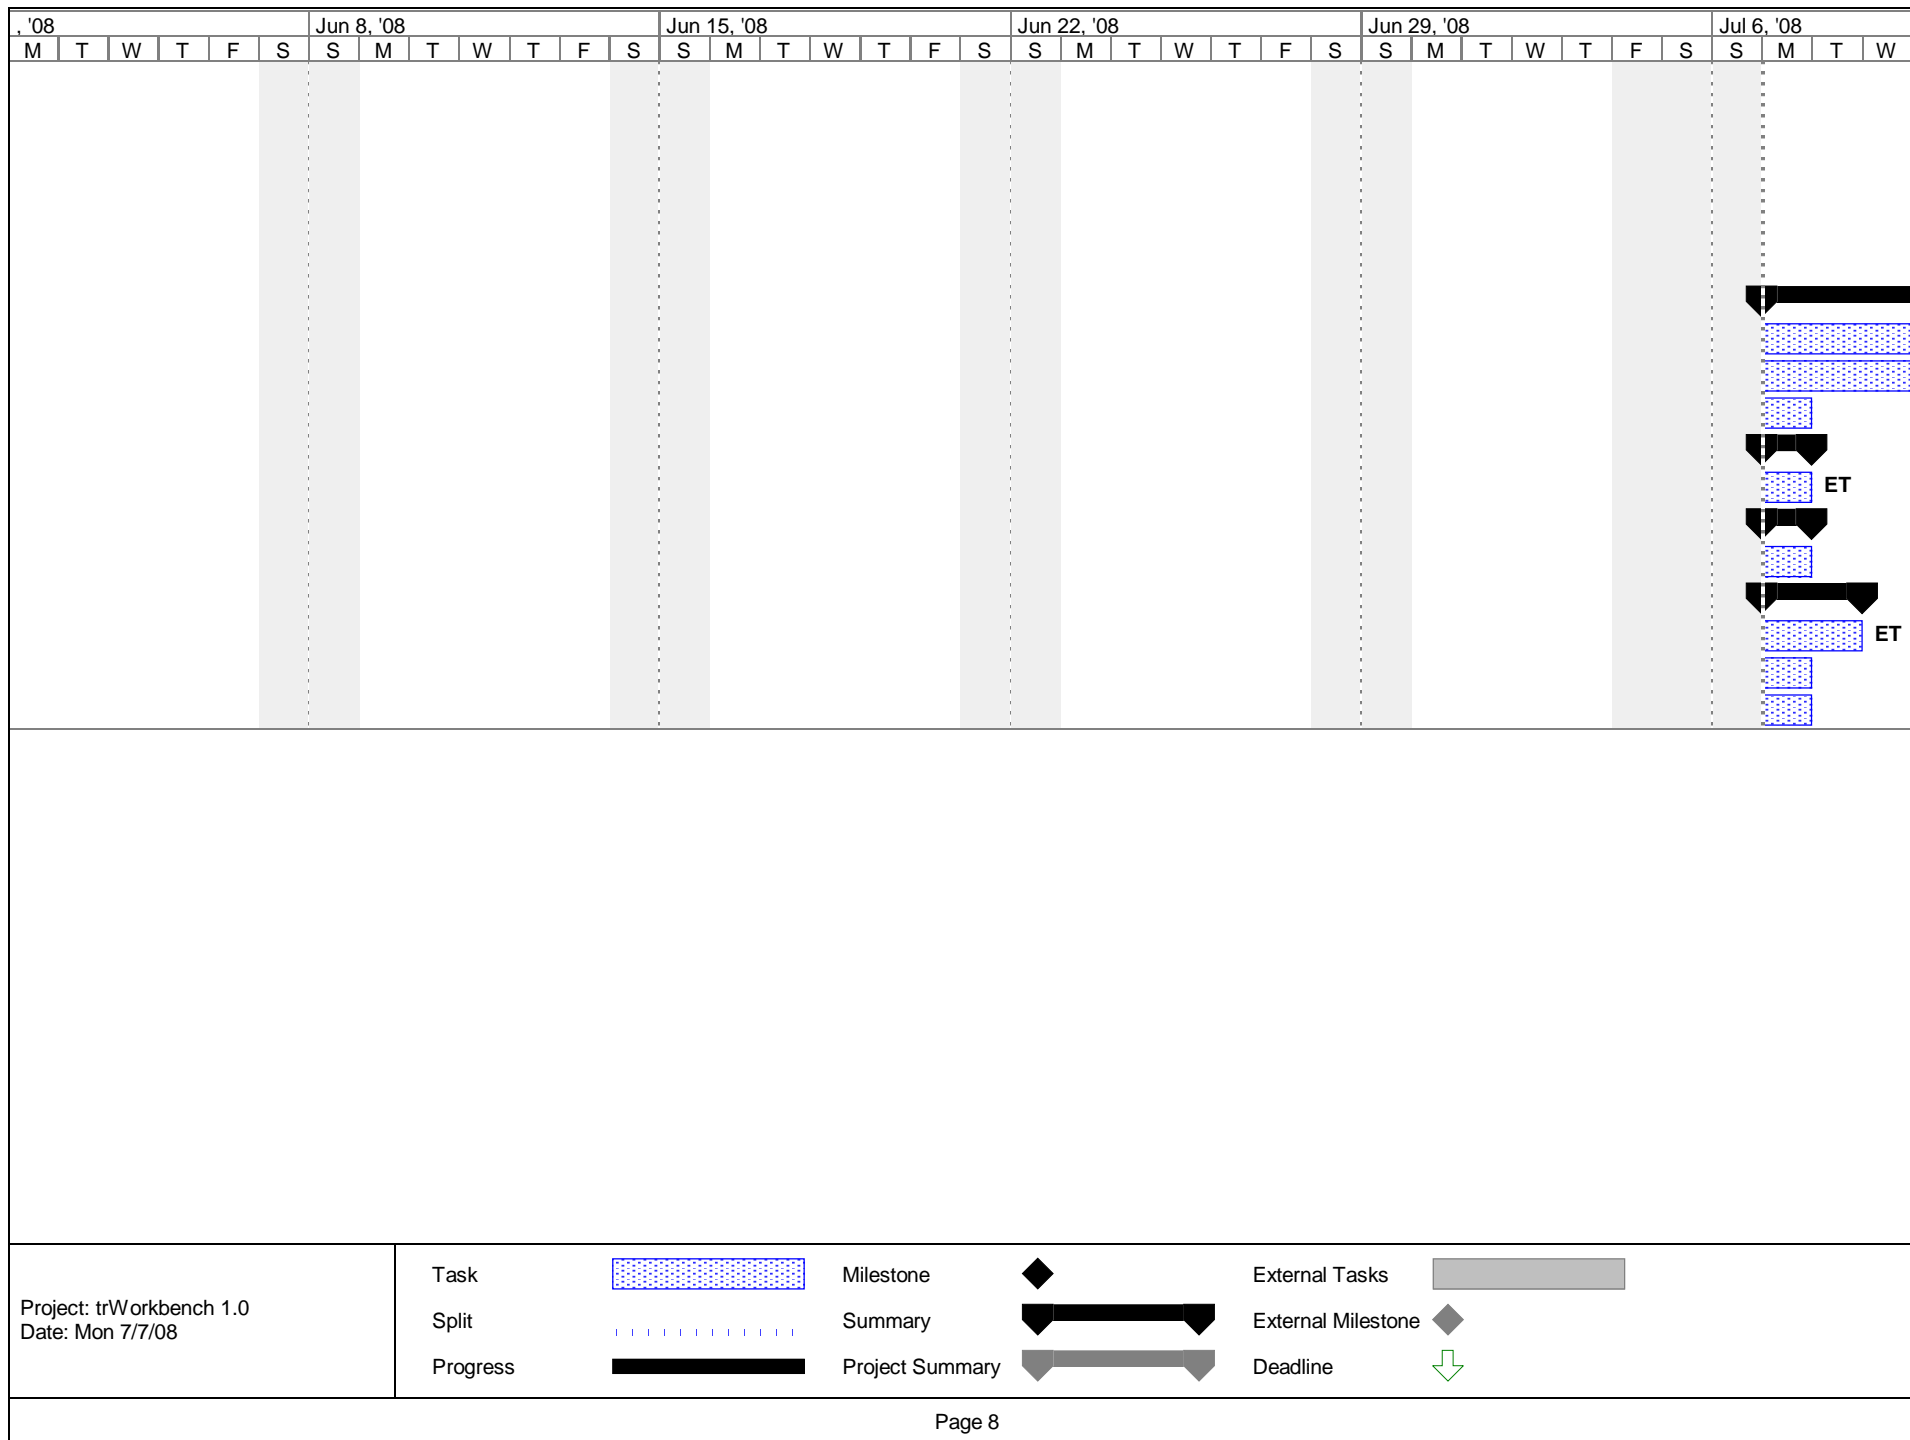 , '08 Jun 8, '08 Jun 15, '08 Jun 22, '08 Jun 29, '08 Jul 6, '08
M T W T F S S M T W T F S S M T W T F S S M T W T F S S M T W T F S S M T W
ET
ET
Project: trWorkbench 1.0
Date: Mon 7/7/08
Task
Split
Progress
Milestone
Summary
Project Summary
External Tasks
External Milestone
Deadline
Page 8